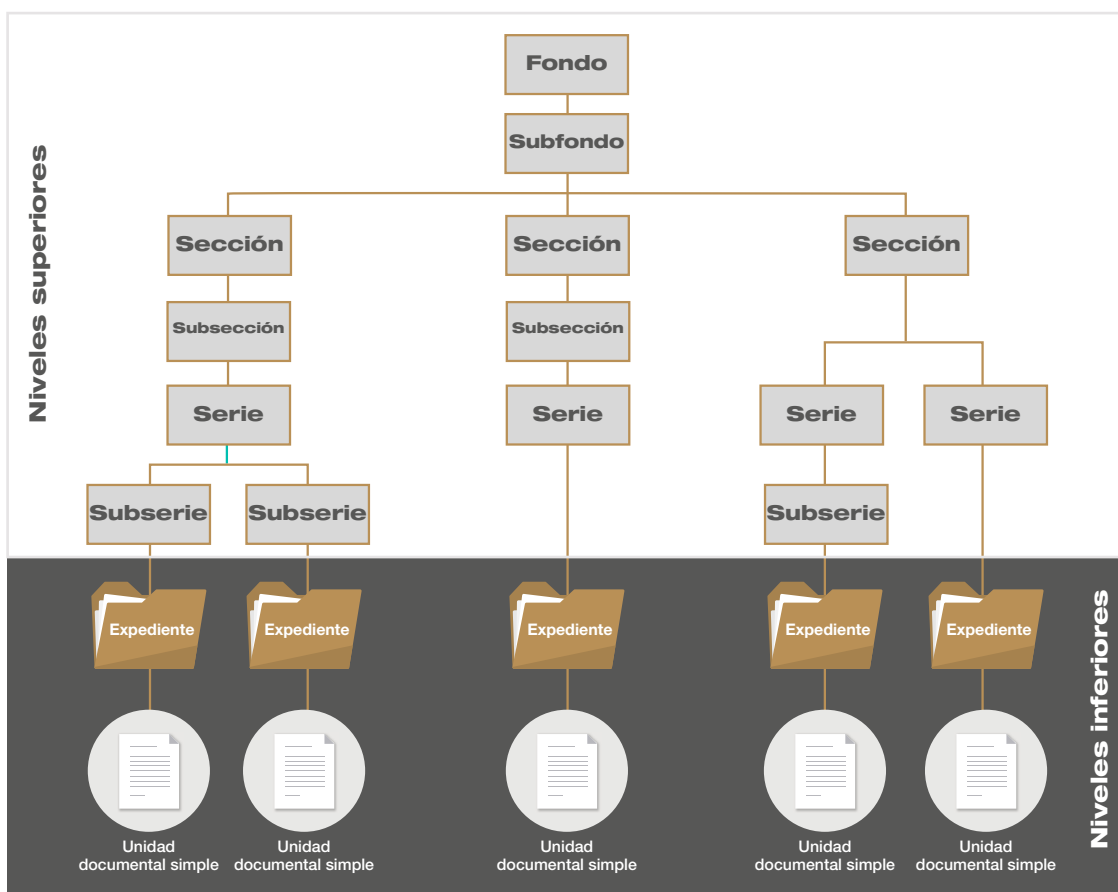 Niveles superiores
Fondo
Subfondo
Sección
Sección
Sección
Subsección
Subsección
Serie
Serie
Serie
Serie
Subserie
Subserie
Subserie
Niveles inferiores
Expediente
Expediente
Expediente
Expediente
Expediente
Unidad
documental simple
Unidad
documental simple
Unidad
documental simple
Unidad
documental simple
Unidad
documental simple